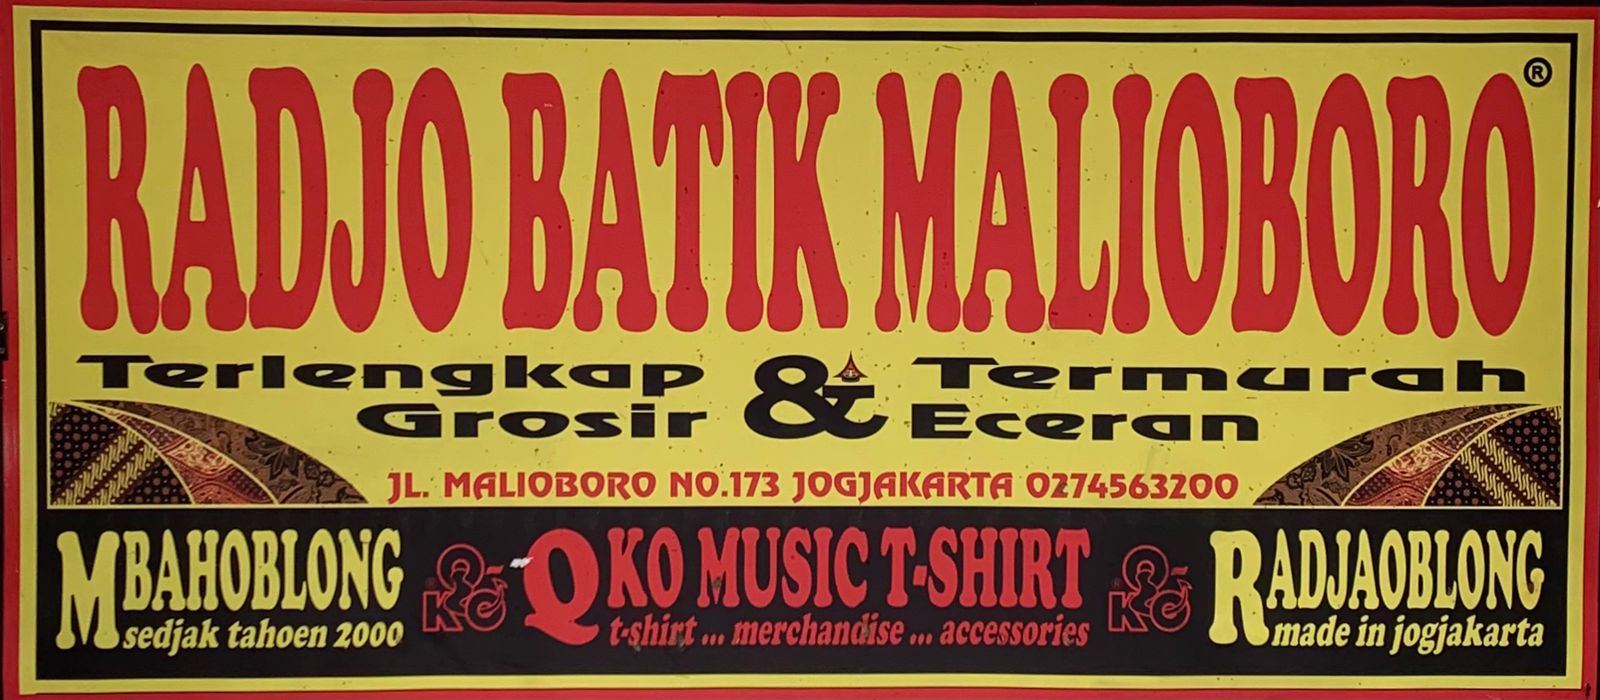 RADJO BATIK MALIOBORO®
Terlengkap & Termurah
Grosir Eceran
JL. MALIOBORO NO.173 JOGJAKARTA 0274563200
MBAHOBLONG
sedjak tahoen 2000
QKO MUSIC T-SHIRT
t-shirt ... merchandise ... accessories
RADJAOBLONG
made in jogjakarta